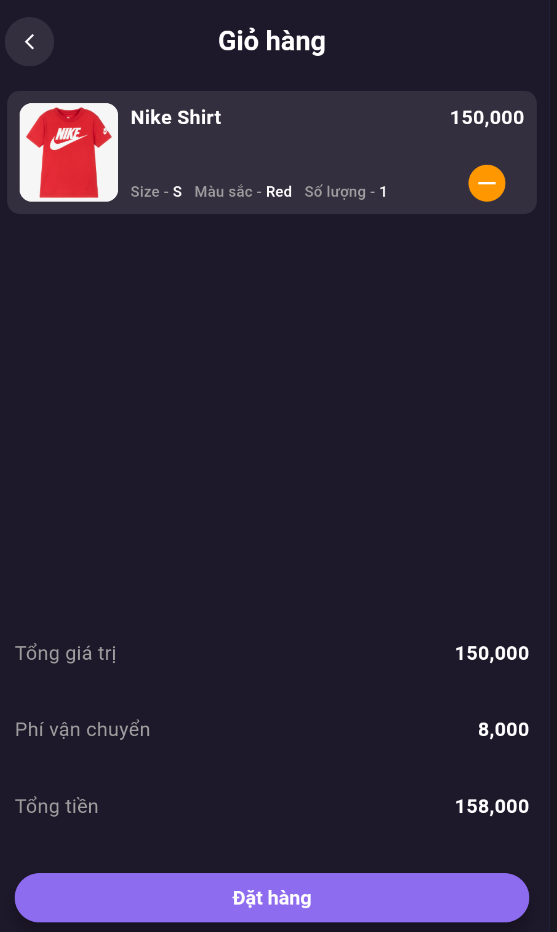 Giỏ hàng
Nike Shirt 150,000
NIKE
Size - S Màu sắc - Red Số lượng - 1
Tổng giá trị 150,000
Phí vận chuyển 8,000
Tổng tiền 158,000
Đặt hàng